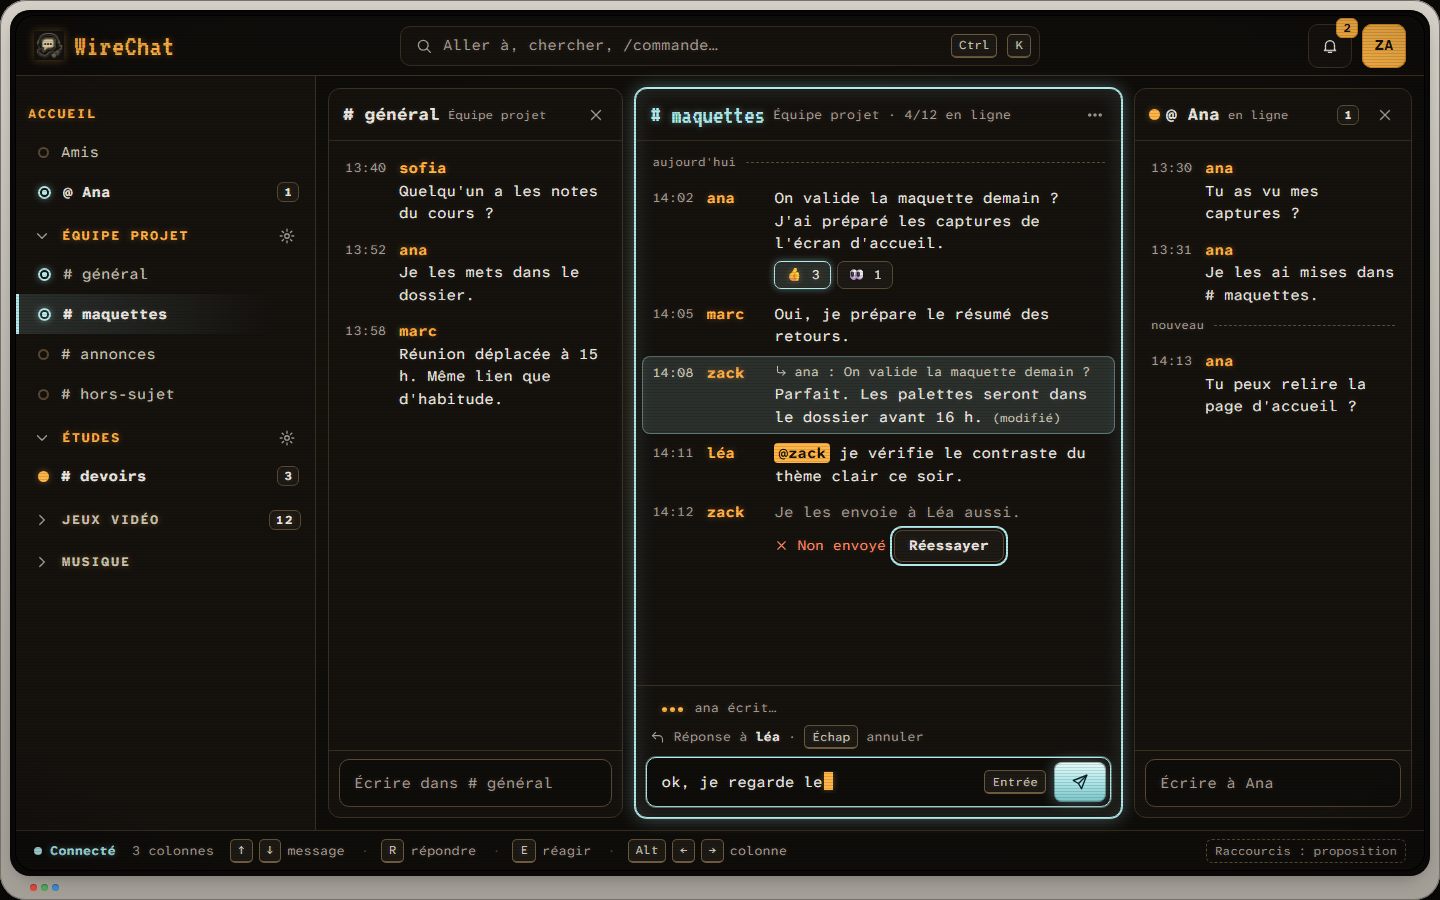 WireChat
Aller à, chercher, /commande…
Ctrl K
2
ZA
ACCUEIL
Amis
@ Ana 1
ÉQUIPE PROJET
# général
# maquettes
# annonces
# hors-sujet
ÉTUDES
# devoirs 3
JEUX VIDÉO 12
MUSIQUE
# général Équipe projet
13:40 sofia
Quelqu'un a les notes
du cours ?
13:52 ana
Je les mets dans le
dossier.
13:58 marc
Réunion déplacée à 15
h. Même lien que
d'habitude.
Écrire dans # général
# maquettes Équipe projet · 4/12 en ligne
aujourd'hui
14:02 ana On valide la maquette demain ?
J'ai préparé les captures de
l'écran d'accueil.
👍 3 👀 1
14:05 marc Oui, je prépare le résumé des
retours.
14:08 zack ↳ ana : On valide la maquette demain ?
Parfait. Les palettes seront dans
le dossier avant 16 h. (modifié)
14:11 léa @zack je vérifie le contraste du
thème clair ce soir.
14:12 zack Je les envoie à Léa aussi.
× Non envoyé Réessayer
ana écrit…
Réponse à léa · Échap annuler
ok, je regarde le Entrée
@ Ana en ligne 1
13:30 ana
Tu as vu mes
captures ?
13:31 ana
Je les ai mises dans
# maquettes.
nouveau
14:13 ana
Tu peux relire la
page d'accueil ?
Écrire à Ana
Connecté 3 colonnes ↑ ↓ message · R répondre · E réagir · Alt ← → colonne
Raccourcis : proposition